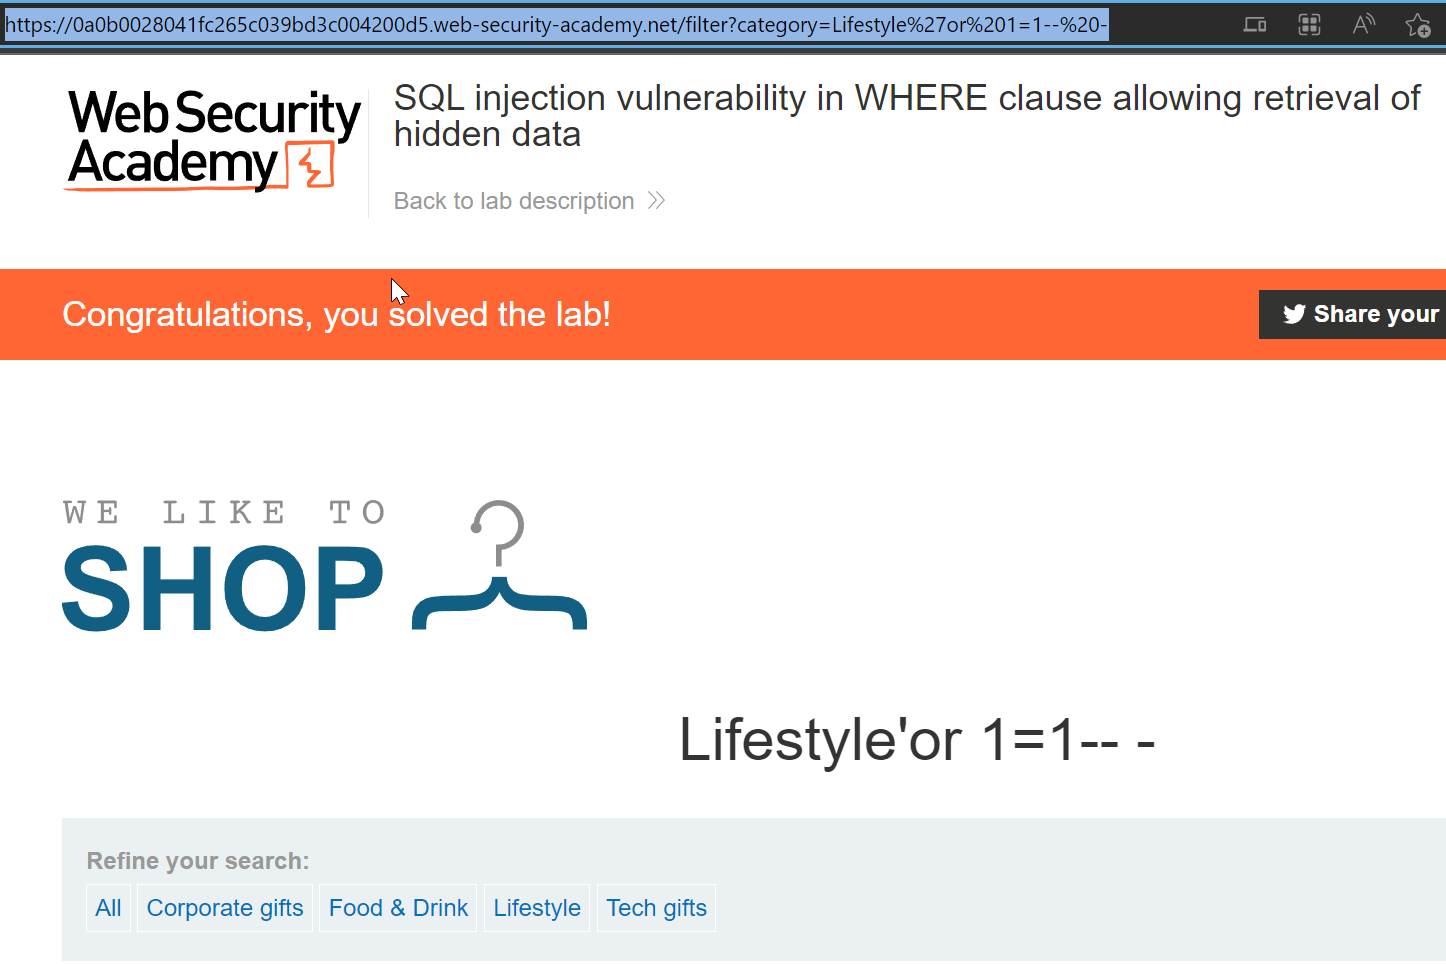 https://0a0b0028041fc265c039bd3c004200d5.web-security-academy.net/filter?category=Lifestyle%27or%201=1--%20-
Web Security
Academy
SQL injection vulnerability in WHERE clause allowing retrieval of
hidden data
Back to lab description
Congratulations, you solved the lab!
Share your
WE LIKE TO
SHOP
Lifestyle'or 1=1-- -
Refine your search:
All Corporate gifts Food & Drink Lifestyle Tech gifts